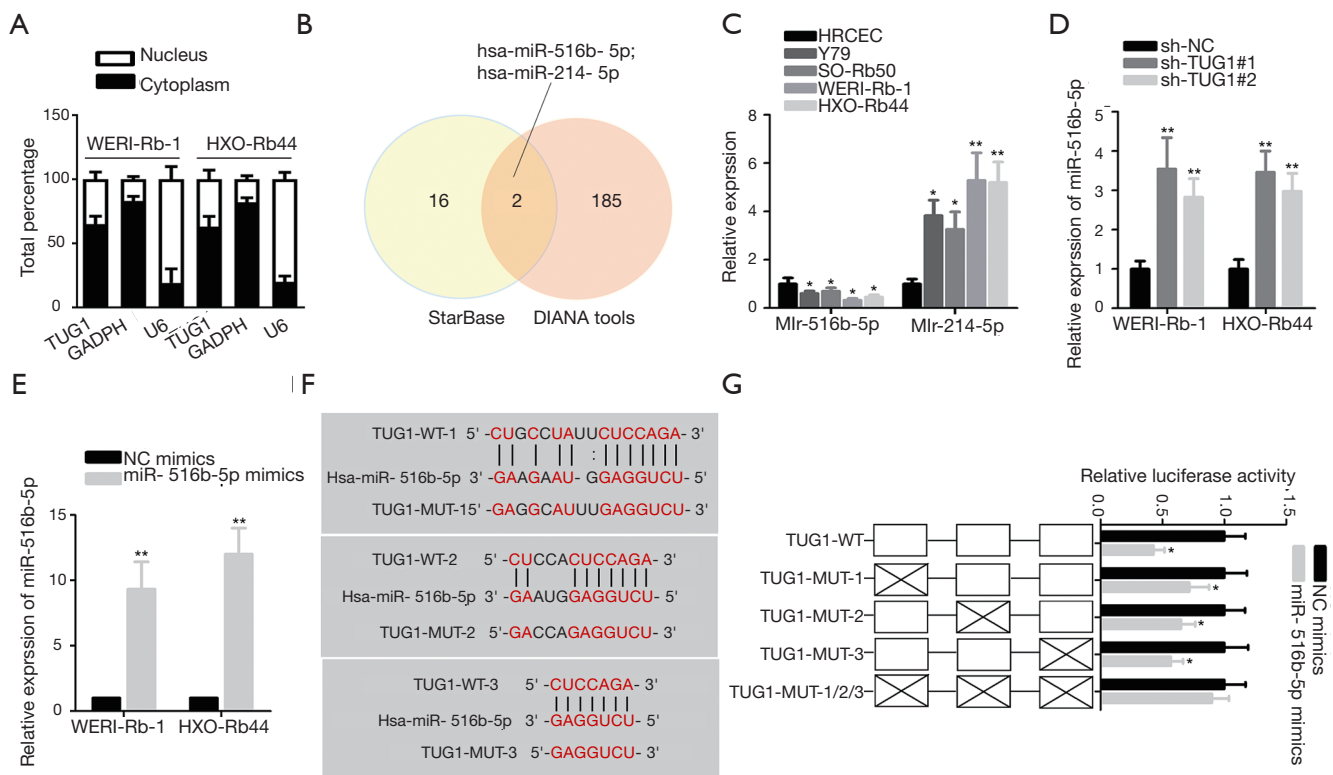 A
Nucleus
Cytoplasm
Total percentage
150
100
50
0
WERI-Rb-1
HXO-Rb44
TUG1
GADPH
U6
TUG1
GADPH
U6
B
hsa-miR-516b- 5p;
hsa-miR-214- 5p
16
2
185
StarBase
DIANA tools
C
HRCEC
Y79
SO-Rb50
WERI-Rb-1
HXO-Rb44
Relative exprssion
8
6
4
2
0
* * * *
* * ** **
MIr-516b-5p
MIr-214-5p
D
sh-NC
sh-TUG1#1
sh-TUG1#2
Relative exprssion of miR-516b-5p
5
4
3
2
1
0
** **
** **
WERI-Rb-1
HXO-Rb44
E
NC mimics
miR- 516b-5p mimics
Relative exprssion of miR-516b-5p
15
10
5
0
**
**
WERI-Rb-1
HXO-Rb44
F
TUG1-WT-1 5' -CUGCCUAUUCUCCAGA- 3'
:
Hsa-miR- 516b-5p 3' -GAAGAAU- GGAGGUCU- 5'
TUG1-MUT-15' -GAGGCAUUUGAGGUCU- 3'
TUG1-WT-2 5' -CUCCACUCCAGA- 3'
Hsa-miR- 516b-5p 3' -GAAUGGAGGUCU- 5'
TUG1-MUT-2 5' -GACCAGAGGUCU- 3'
TUG1-WT-3 5' -CUCCAGA- 3'
Hsa-miR- 516b-5p 3' -GAGGUCU- 5'
TUG1-MUT-3 5'-GAGGUCU- 3'
G
Relative luciferase activity
0.0
0.5
1.0
1.5
TUG1-WT
*
TUG1-MUT-1
*
TUG1-MUT-2
*
TUG1-MUT-3
*
TUG1-MUT-1/2/3
NC mimics
miR- 516b-5p mimics